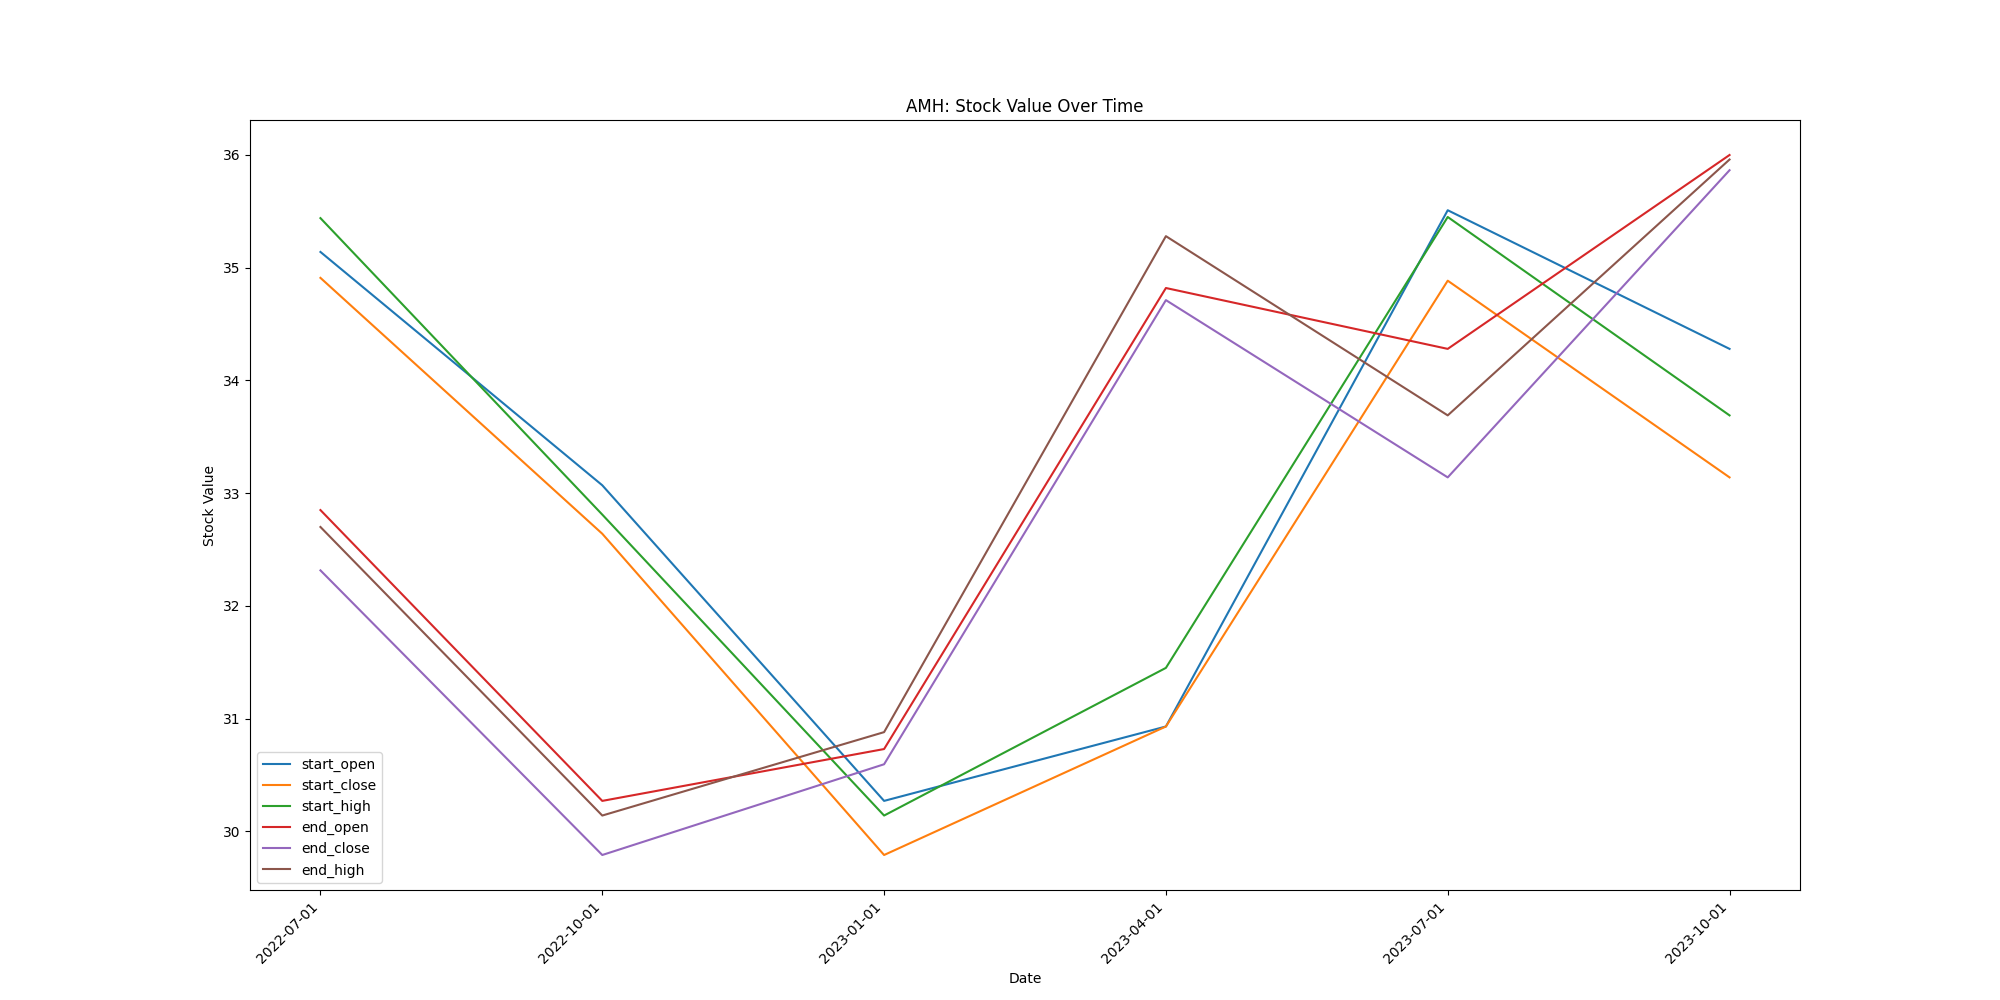 AMH: Stock Value Over Time
Stock Value
36
35
34
33
32
31
30
start_open
start_close
start_high
end_open
end_close
end_high
2022-07-01
2022-10-01
2023-01-01
2023-04-01
2023-07-01
2023-10-01
Date